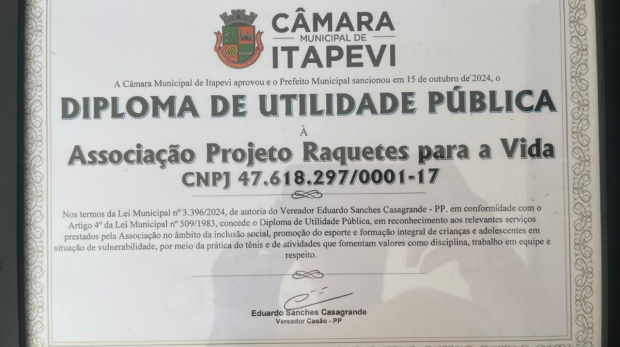 CÂMARA
MUNICIPAL DE
ITAPEVI
A Câmara Municipal de Itapevi aprovou e o Prefeito Municipal sancionou em 15 de outubro de 2024, o
DIPLOMA DE UTILIDADE PÚBLICA
À
Associação Projeto Raquetes para a Vida
CNPJ 47.618.297/0001-17
Nos termos da Lei Municipal nº 3.396/2024, de autoria do Vereador Eduardo Sanches Casagrande - PP, em conformidade com o
Artigo 4º da Lei Municipal nº 509/1983, concede o Diploma de Utilidade Pública, em reconhecimento aos relevantes serviços
prestados pela Associação no âmbito da inclusão social, promoção do esporte e formação integral de crianças e adolescentes em
situação de vulnerabilidade, por meio da prática do tênis e de atividades que fomentam valores como disciplina, trabalho em equipe e
respeito.
Eduardo Sanches Casagrande
Vereador Casão - PP